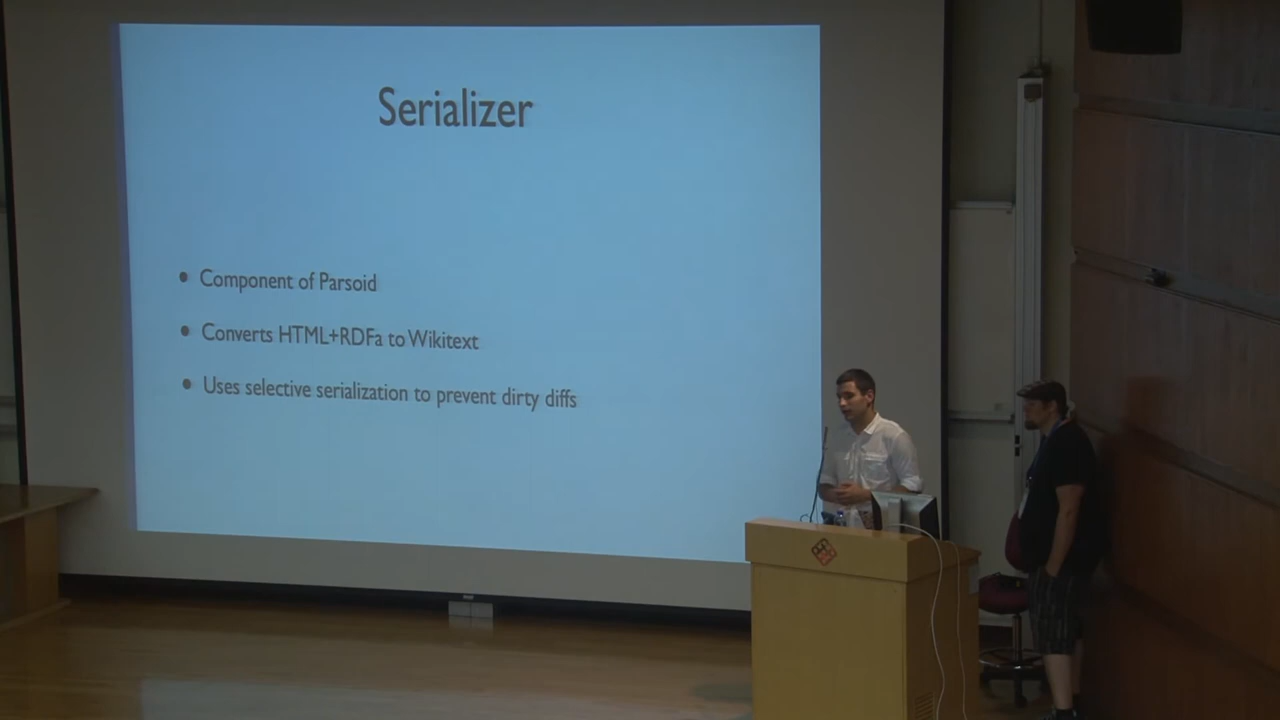 Serializer
• Component of Parsoid
• Converts HTML+RDFa to Wikitext
• Uses selective serialization to prevent dirty diffs